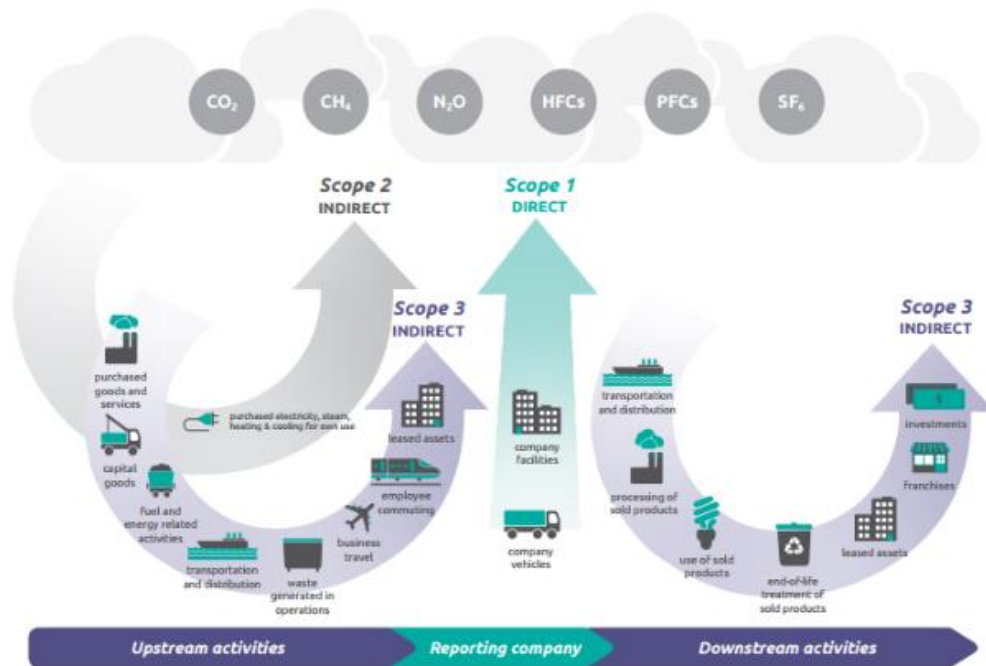 CO₂
CH₄
N₂O
HFCs
PFCs
SF₆
Scope 2
INDIRECT
Scope 1
DIRECT
Scope 3
INDIRECT
Scope 3
INDIRECT
purchased
goods and
services
capital
goods
fuel and
energy related
activities
transportation
and distribution
waste
generated in
operations
business
travel
employee
commuting
leased assets
purchased electricity, steam,
heating & cooling for own use
company
facilities
company
vehicles
transportation
and distribution
processing of
sold products
use of sold
products
end-of-life
treatment of
sold products
leased assets
franchises
investments
$
Upstream activities
Reporting company
Downstream activities